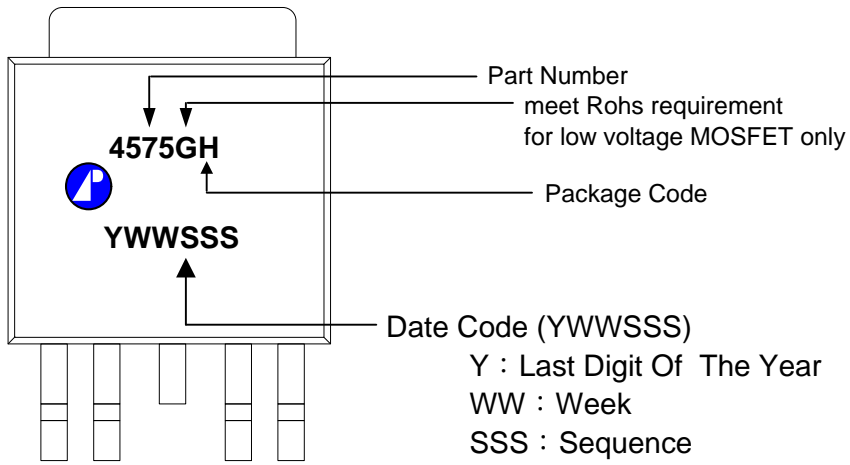 Part Number
meet Rohs requirement
for low voltage MOSFET only
4575GH
Package Code
YWWSSS
Date Code (YWWSSS)
Y：Last Digit Of The Year
WW：Week
SSS：Sequence